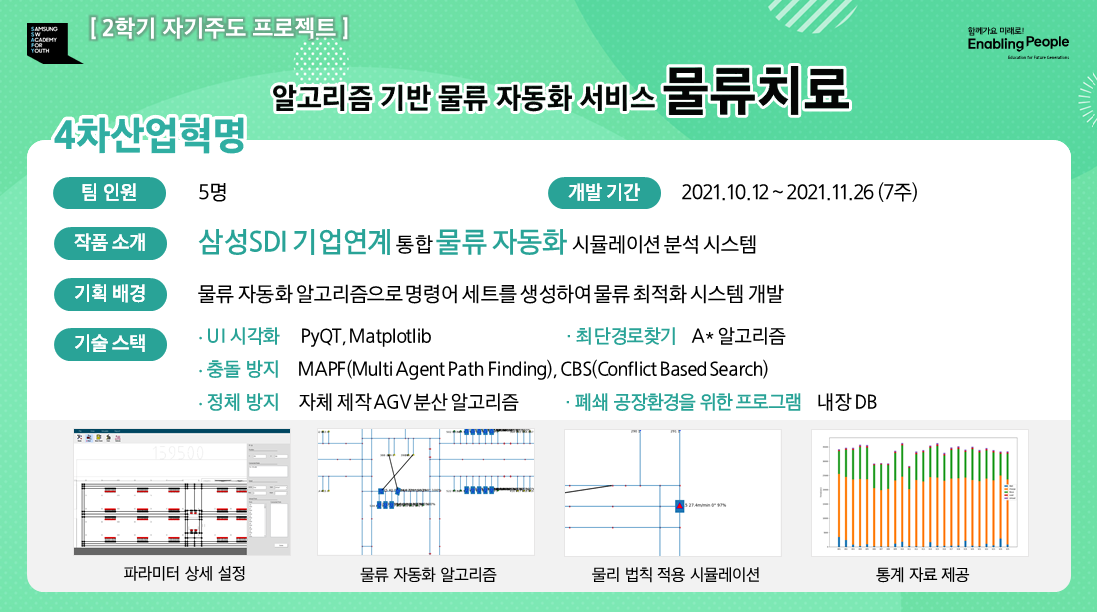 SAMSUNG
SW
ACADEMY
FOR
YOUTH
[ 2학기 자기주도 프로젝트 ]
함께가요 미래로!
Enabling People
Education for Future Generations
알고리즘 기반 물류 자동화 서비스 물류치료
4차산업혁명
팀 인원 5명 개발 기간 2021.10.12 ~ 2021.11.26 (7주)
작품 소개 삼성SDI 기업연계 통합 물류 자동화 시뮬레이션 분석 시스템
기획 배경 물류 자동화 알고리즘으로 명령어 세트를 생성하여 물류 최적화 시스템 개발
기술 스택 · UI 시각화 PyQT, Matplotlib · 최단경로찾기 A* 알고리즘
· 충돌 방지 MAPF(Multi Agent Path Finding), CBS(Conflict Based Search)
· 정체 방지 자체 제작 AGV 분산 알고리즘 · 폐쇄 공장환경을 위한 프로그램 내장 DB
159500
27.4m/min 0° 97%
파라미터 상세 설정 물류 자동화 알고리즘 물리 법칙 적용 시뮬레이션 통계 자료 제공